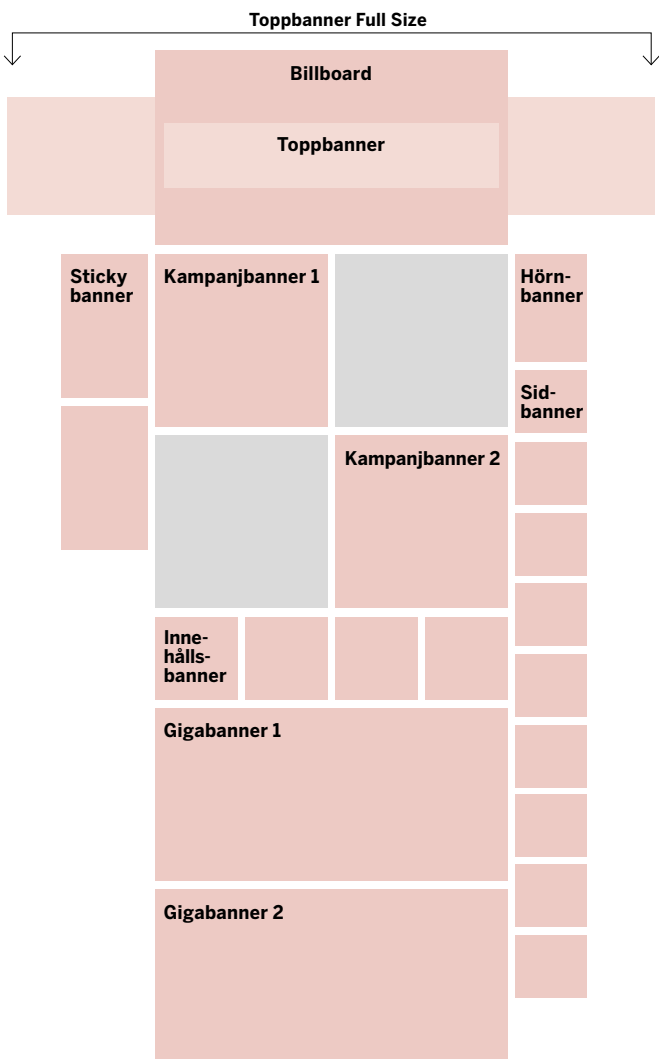 Toppbanner Full Size
Billboard
Toppbanner
Sticky
banner
Kampanjbanner 1
Hörn-
banner
Sid-
banner
Kampanjbanner 2
Inne-
hålls-
banner
Gigabanner 1
Gigabanner 2